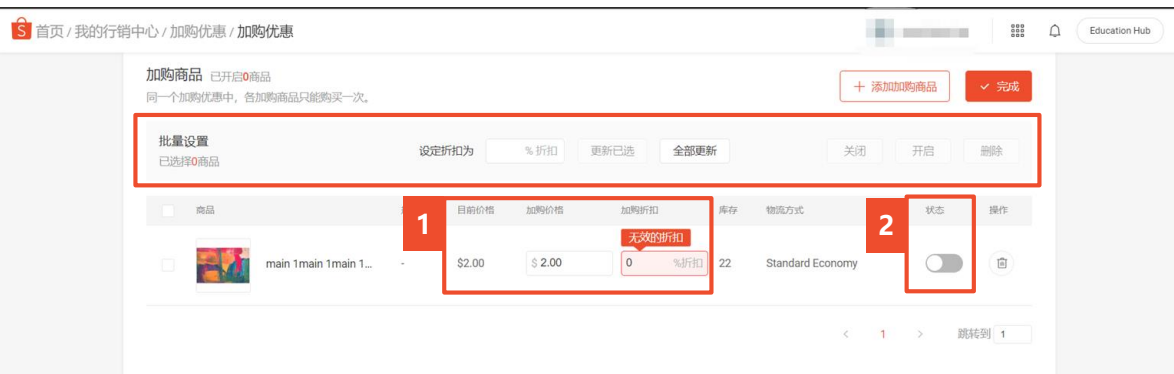 首页 / 我的行销中心 / 加购优惠 / 加购优惠
Education Hub
加购商品 已开启0商品
同一个加购优惠中，各加购商品只能购买一次。
+ 添加加购商品
✓ 完成
批量设置
已选择0商品
设定折扣为 %折扣 更新已选 全部更新 关闭 开启 删除
商品 目前价格 加购价格 加购折扣 库存 物流方式 状态 操作
1
2
无效的折扣
main 1main 1main 1... - $2.00 $ 2.00 0 %折扣 22 Standard Economy
< 1 > 跳转到 1